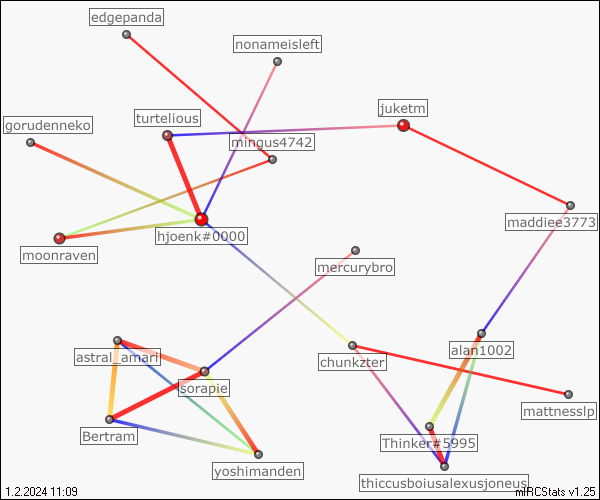 edgepanda
nonameisleft
juketm
turtelious
gorudenneko
mingus4742
maddiee3773
hjoenk#0000
moonraven
mercurybro
alan1002
astral_amari
chunkzter
sorapie
mattnesslp
Bertram
Thinker#5995
yoshimanden
thiccusboiusalexusjoneus
1.2.2024 11:09
mIRCStats v1.25